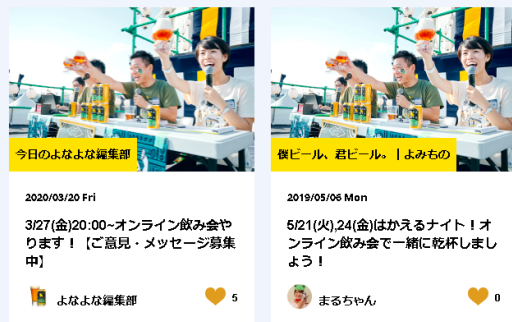 今日のよなよな編集部
2020/03/20 Fri
3/27(金)20:00~オンライン飲み会や
ります！【ご意見・メッセージ募集
中】
よなよな編集部
5
僕ビール、君ビール。｜よみもの
2019/05/06 Mon
5/21(火),24(金)はかえるナイト！オ
ンライン飲み会で一緒に乾杯しまし
ょう！
まるちゃん
0